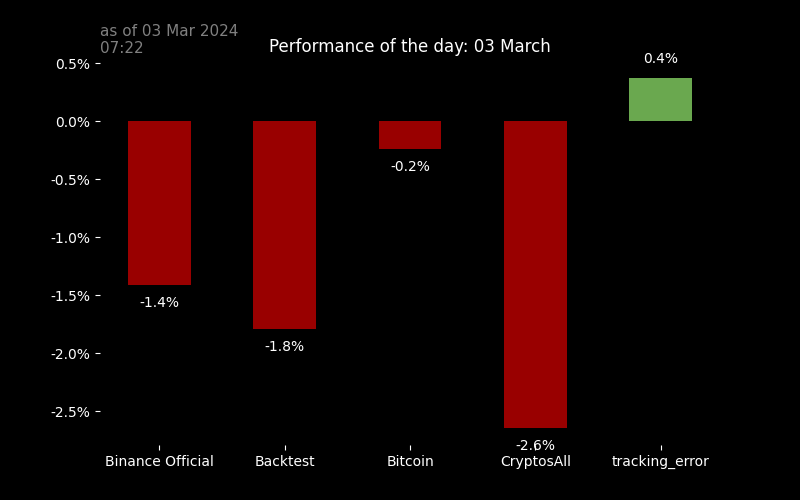 as of 03 Mar 2024
07:22
Performance of the day: 03 March
0.5%
0.0%
-0.5%
-1.0%
-1.5%
-2.0%
-2.5%
-1.4%
-1.8%
-0.2%
-2.6%
0.4%
Binance Official
Backtest
Bitcoin
CryptosAll
tracking_error